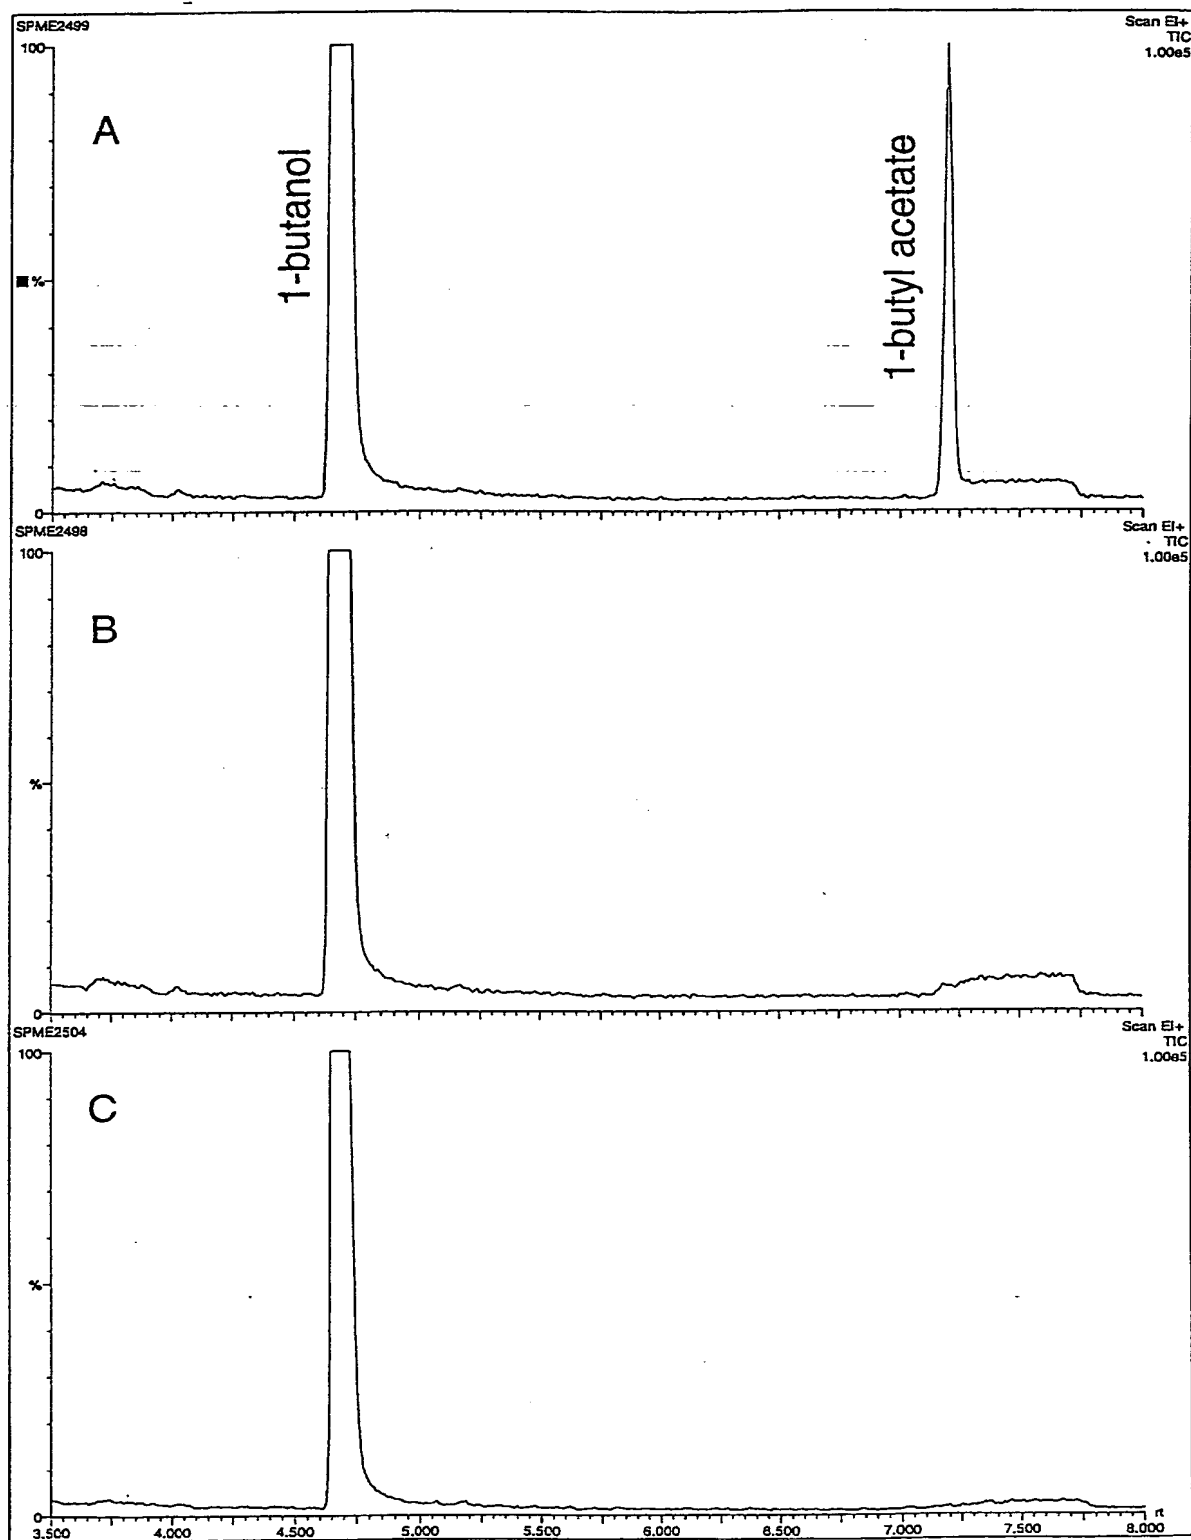 SPME2499
Scan EI+
TIC
1.00e5
100
A
1-butanol
1-butyl acetate
%
0
SPME2498
Scan EI+
TIC
1.00e5
100
B
%
0
SPME2504
Scan EI+
TIC
1.00e5
100
C
%
0
3.500 4.000 4.500 5.000 5.500 6.000 6.500 7.000 7.500 8.000 rt